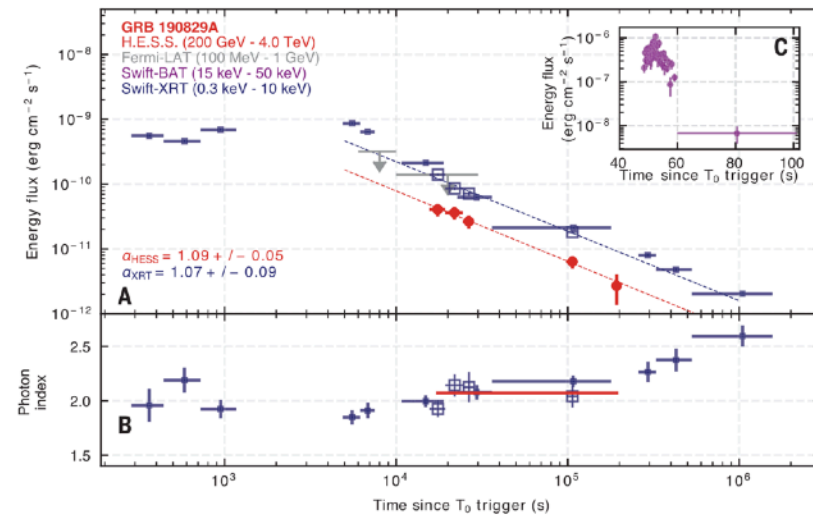 GRB 190829A
H.E.S.S. (200 GeV - 4.0 TeV)
Fermi-LAT (100 MeV - 1 GeV)
Swift-BAT (15 keV - 50 keV)
Swift-XRT (0.3 keV - 10 keV)
Energy flux (erg cm⁻² s⁻¹)
10⁻⁸
10⁻⁹
10⁻¹⁰
10⁻¹¹
10⁻¹²
α_HESS = 1.09 + / − 0.05
α_XRT = 1.07 + / − 0.09
A
C
Energy flux
(erg cm⁻² s⁻¹)
10⁻⁶
10⁻⁷
10⁻⁸
40 60 80 100
Time since T₀ trigger (s)
Photon
index
2.5
2.0
1.5
B
10³ 10⁴ 10⁵ 10⁶
Time since T₀ trigger (s)